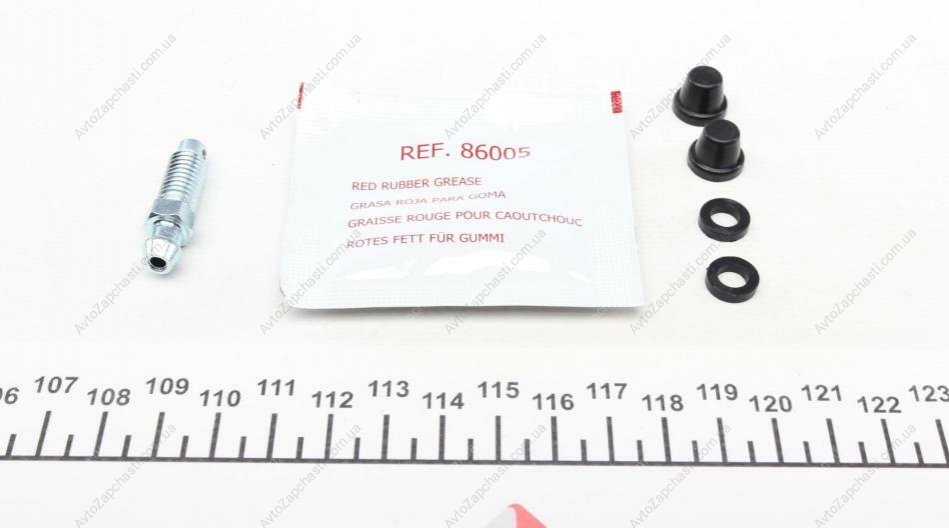 REF. 86005
RED RUBBER GREASE
GRASA ROJA PARA GOMA
GRAISSE ROUGE POUR CAOUTCHOUC
ROTES FETT FÜR GUMMI
06 107 108 109 110 111 112 113 114 115 116 117 118 119 120 121 122 123
AvtoZapchasti.com.ua